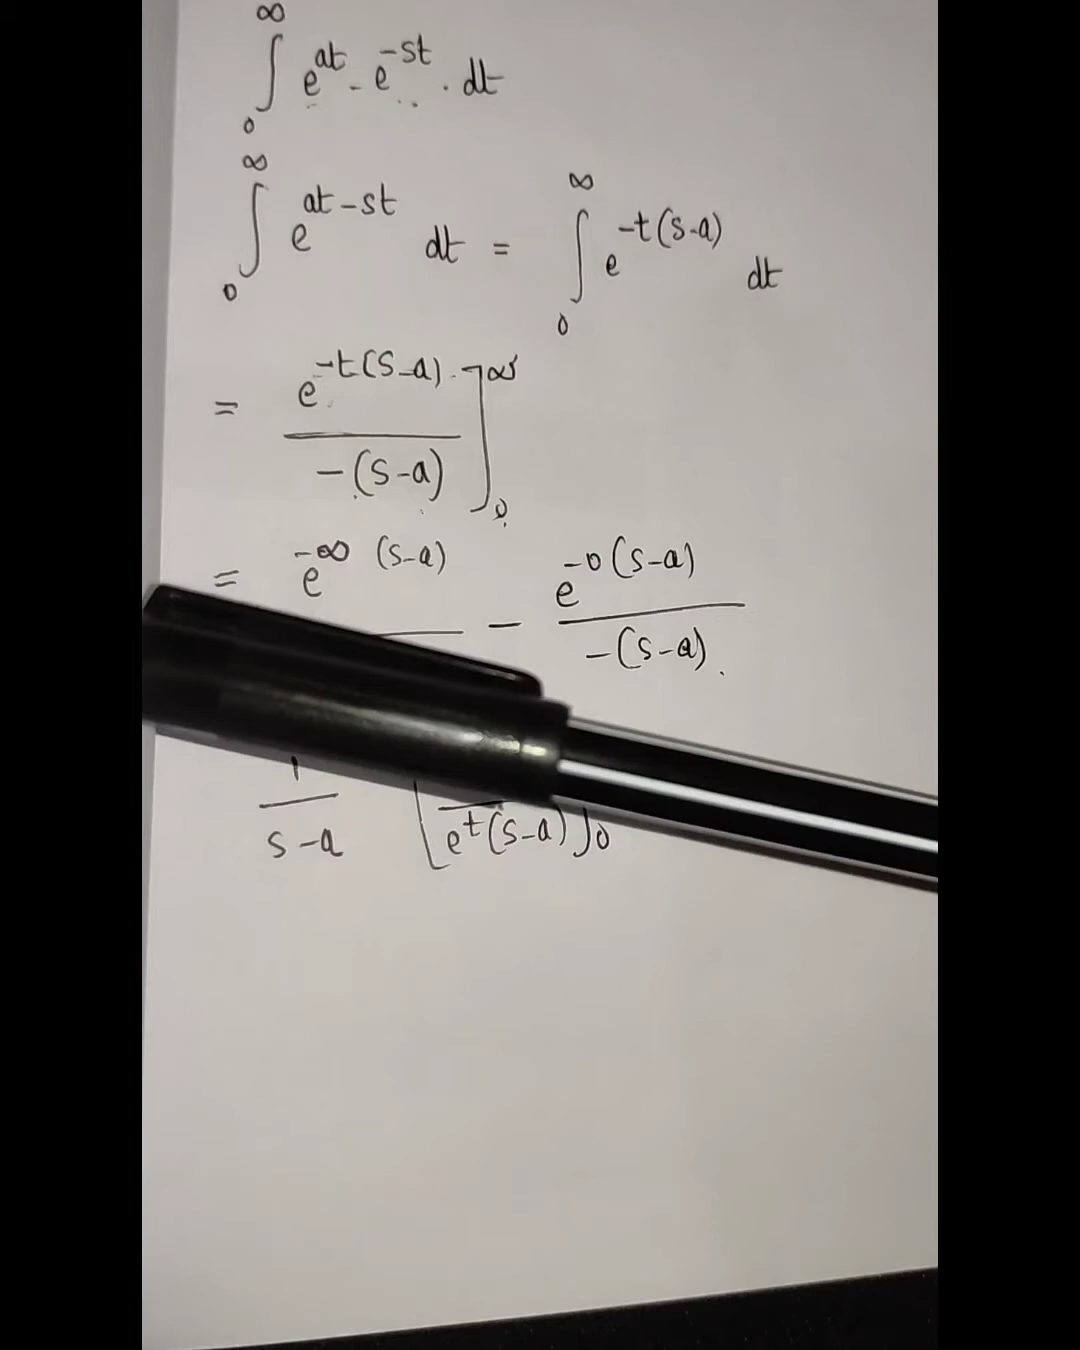 ∞
∫ e^at . e^-st . dt
0
∞
∫ e^at-st dt = ∫ e^-t(s-a) dt
0
= e^-t(s-a) / -(s-a) ]∞ 0
= e^-∞ (s-a) - e^-0(s-a) / -(s-a)
1 / s-a [ e^t(s-a) ] 0